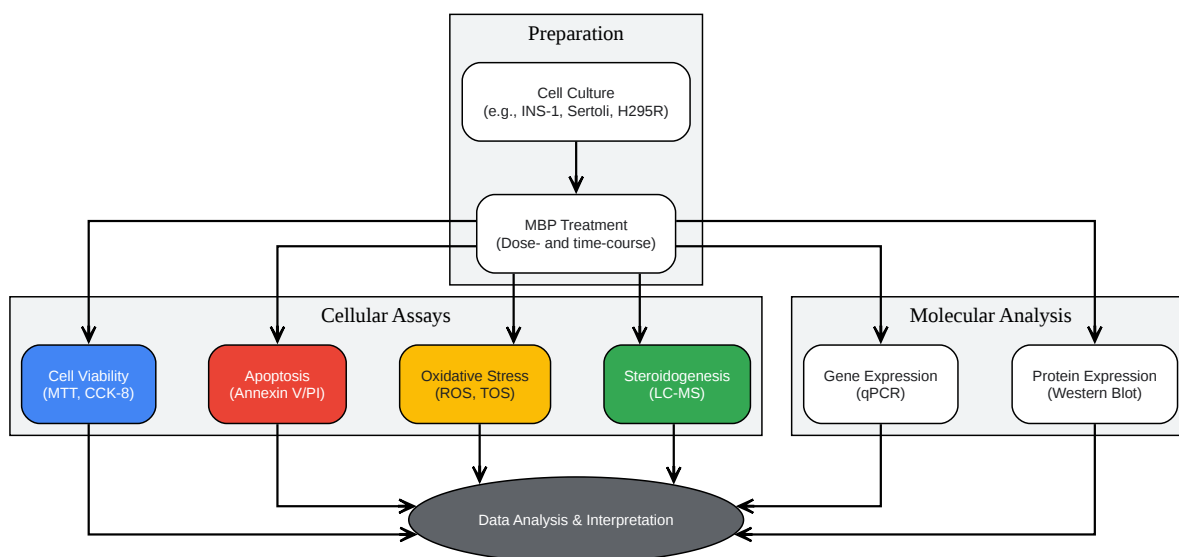 Preparation
Cell Culture
(e.g., INS-1, Sertoli, H295R)
MBP Treatment
(Dose- and time-course)
Cellular Assays
Cell Viability
(MTT, CCK-8)
Apoptosis
(Annexin V/PI)
Oxidative Stress
(ROS, TOS)
Steroidogenesis
(LC-MS)
Molecular Analysis
Gene Expression
(qPCR)
Protein Expression
(Western Blot)
Data Analysis & Interpretation